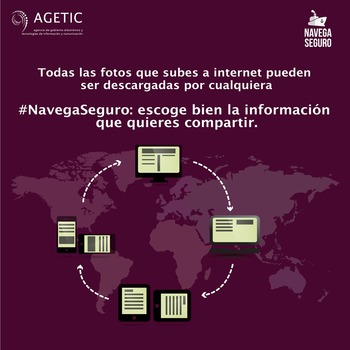 AGETIC
agencia de gobierno electrónico y
tecnologías de información y comunicación
NAVEGA
SEGURO
Todas las fotos que subes a internet pueden
ser descargadas por cualquiera
#NavegaSeguro: escoge bien la información
que quieres compartir.